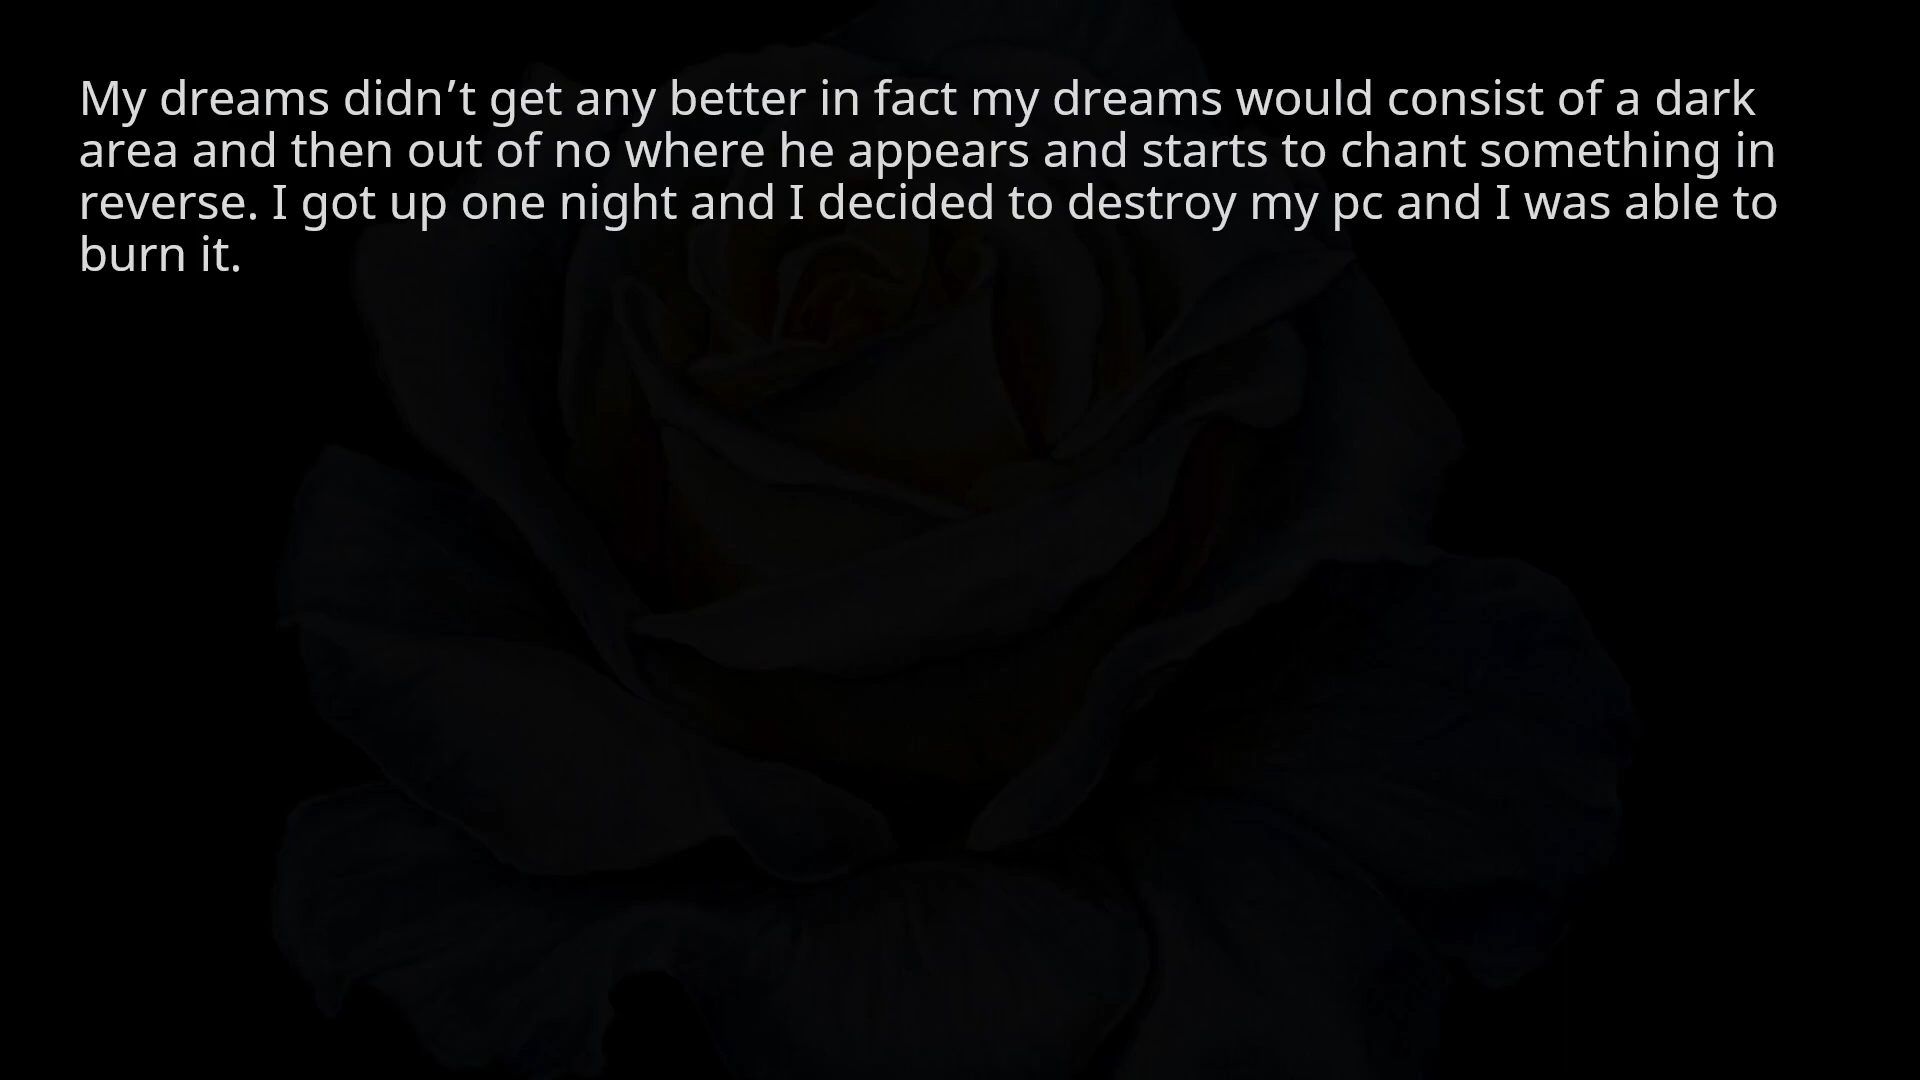 My dreams didn’t get any better in fact my dreams would consist of a dark
area and then out of no where he appears and starts to chant something in
reverse. I got up one night and I decided to destroy my pc and I was able to
burn it.